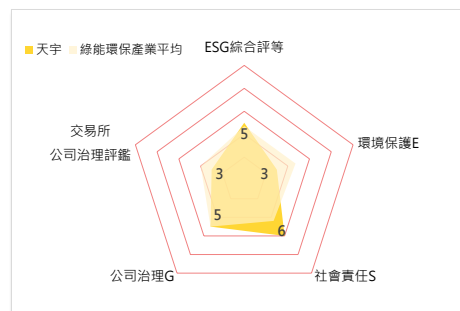 天宇 綠能環保產業平均
ESG綜合評等
5
交易所
公司治理評鑑
環境保護E
3 3
5
6
公司治理G
社會責任S